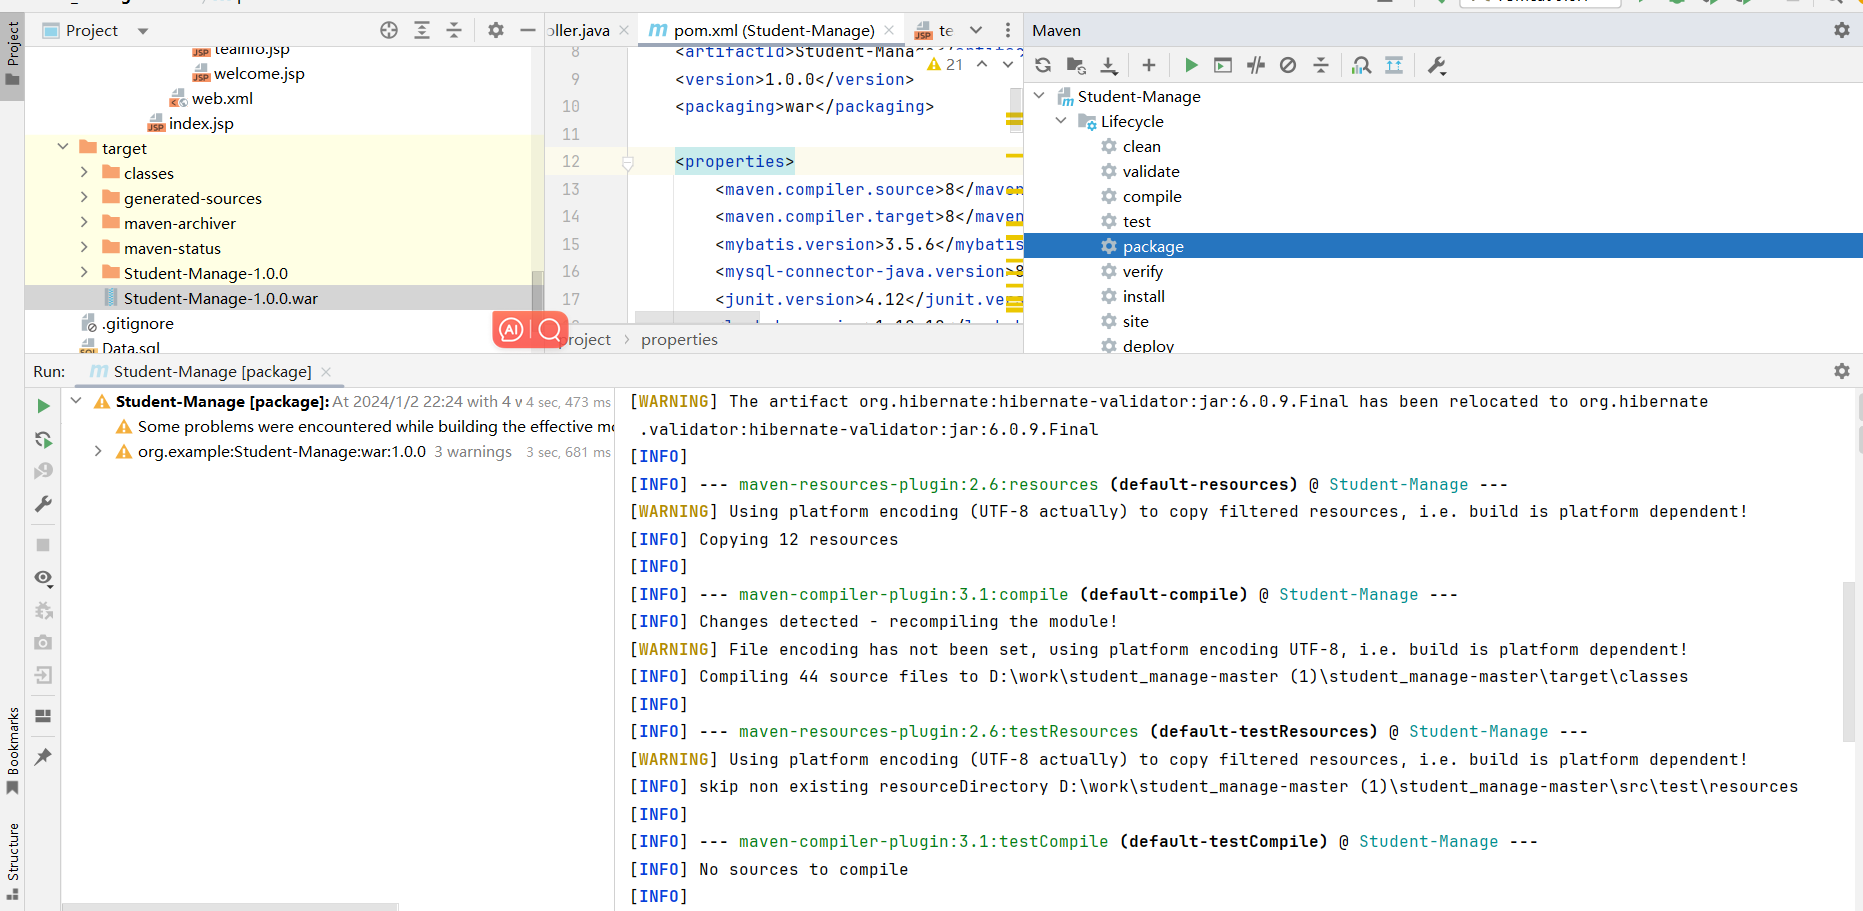 Project
oller.java
pom.xml (Student-Manage)
te
Maven
teainfo.jsp
welcome.jsp
web.xml
index.jsp
target
classes
generated-sources
maven-archiver
maven-status
Student-Manage-1.0.0
Student-Manage-1.0.0.war
.gitignore
Data.sql
8 <artifactId>Student-Manage</artifac
9 <version>1.0.0</version>
10 <packaging>war</packaging>
11
12 <properties>
13 <maven.compiler.source>8</maven
14 <maven.compiler.target>8</maven
15 <mybatis.version>3.5.6</mybatis
16 <mysql-connector-java.version>8
17 <junit.version>4.12</junit.ve
21
AI
project
properties
Student-Manage
Lifecycle
clean
validate
compile
test
package
verify
install
site
deploy
Project
Bookmarks
Structure
Run:
Student-Manage [package]
Student-Manage [package]: At 2024/1/2 22:24 with 4 w 4 sec, 473 ms
Some problems were encountered while building the effective mo
org.example:Student-Manage:war:1.0.0 3 warnings 3 sec, 681 ms
[WARNING] The artifact org.hibernate:hibernate-validator:jar:6.0.9.Final has been relocated to org.hibernate
.validator:hibernate-validator:jar:6.0.9.Final
[INFO]
[INFO] --- maven-resources-plugin:2.6:resources (default-resources) @ Student-Manage ---
[WARNING] Using platform encoding (UTF-8 actually) to copy filtered resources, i.e. build is platform dependent!
[INFO] Copying 12 resources
[INFO]
[INFO] --- maven-compiler-plugin:3.1:compile (default-compile) @ Student-Manage ---
[INFO] Changes detected - recompiling the module!
[WARNING] File encoding has not been set, using platform encoding UTF-8, i.e. build is platform dependent!
[INFO] Compiling 44 source files to D:\work\student_manage-master (1)\student_manage-master\target\classes
[INFO]
[INFO] --- maven-resources-plugin:2.6:testResources (default-testResources) @ Student-Manage ---
[WARNING] Using platform encoding (UTF-8 actually) to copy filtered resources, i.e. build is platform dependent!
[INFO] skip non existing resourceDirectory D:\work\student_manage-master (1)\student_manage-master\src\test\resources
[INFO]
[INFO] --- maven-compiler-plugin:3.1:testCompile (default-testCompile) @ Student-Manage ---
[INFO] No sources to compile
[INFO]